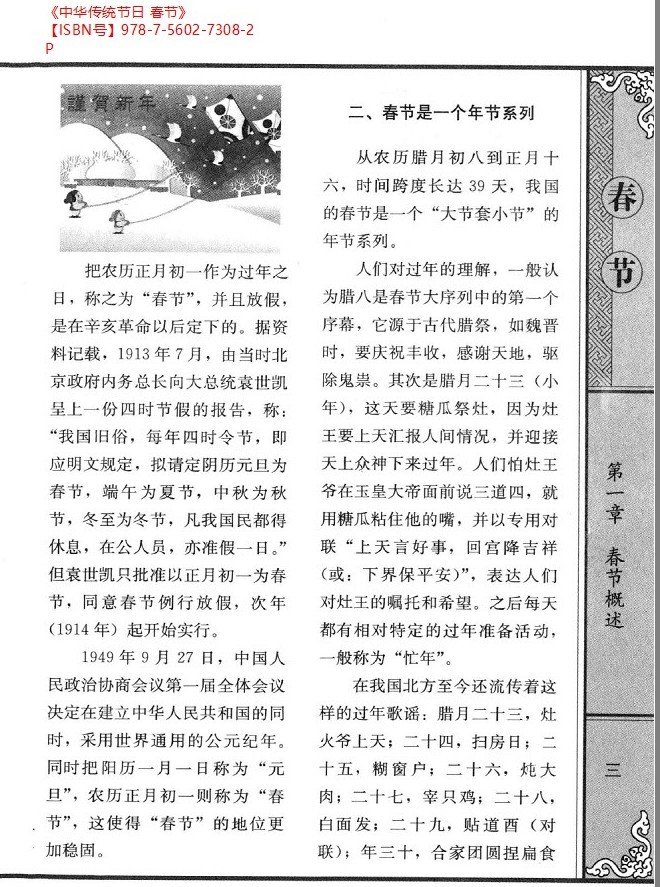 《中华传统节日 春节》
【ISBN号】978-7-5602-7308-2
P
謹賀新年
把农历正月初一作为过年之
日，称之为“春节”，并且放假，
是在辛亥革命以后定下的。据资
料记载，1913年7月，由当时北
京政府内务总长向大总统袁世凯
呈上一份四时节假的报告，称：
“我国旧俗，每年四时令节，即
应明文规定，拟请定阴历元旦为
春节，端午为夏节，中秋为秋
节，冬至为冬节，凡我国民都得
休息，在公人员，亦准假一日。”
但袁世凯只批准以正月初一为春
节，同意春节例行放假，次年
（1914年）起开始实行。
1949年9月27日，中国人
民政治协商会议第一届全体会议
决定在建立中华人民共和国的同
时，采用世界通用的公元纪年。
同时把阳历一月一日称为“元
旦”，农历正月初一则称为“春
节”，这使得“春节”的地位更
加稳固。
二、春节是一个年节系列
从农历腊月初八到正月十
六，时间跨度长达39天，我国
的春节是一个“大节套小节”的
年节系列。
人们对过年的理解，一般认
为腊八是春节大序列中的第一个
序幕，它源于古代腊祭，如魏晋
时，要庆祝丰收，感谢天地，驱
除鬼祟。其次是腊月二十三（小
年），这天要糖瓜祭灶，因为灶
王要上天汇报人间情况，并迎接
天上众神下来过年。人们怕灶王
爷在玉皇大帝面前说三道四，就
用糖瓜粘住他的嘴，并以专用对
联“上天言好事，回宫降吉祥
（或：下界保平安）”，表达人们
对灶王的嘱托和希望。之后每天
都有相对特定的过年准备活动，
一般称为“忙年”。
在我国北方至今还流传着这
样的过年歌谣：腊月二十三，灶
火爷上天；二十四，扫房日；二
十五，糊窗户；二十六，炖大
肉；二十七，宰只鸡；二十八，
白面发；二十九，贴道酉（对
联）；年三十，合家团圆捏扁食
春节
第一章 春节概述
三